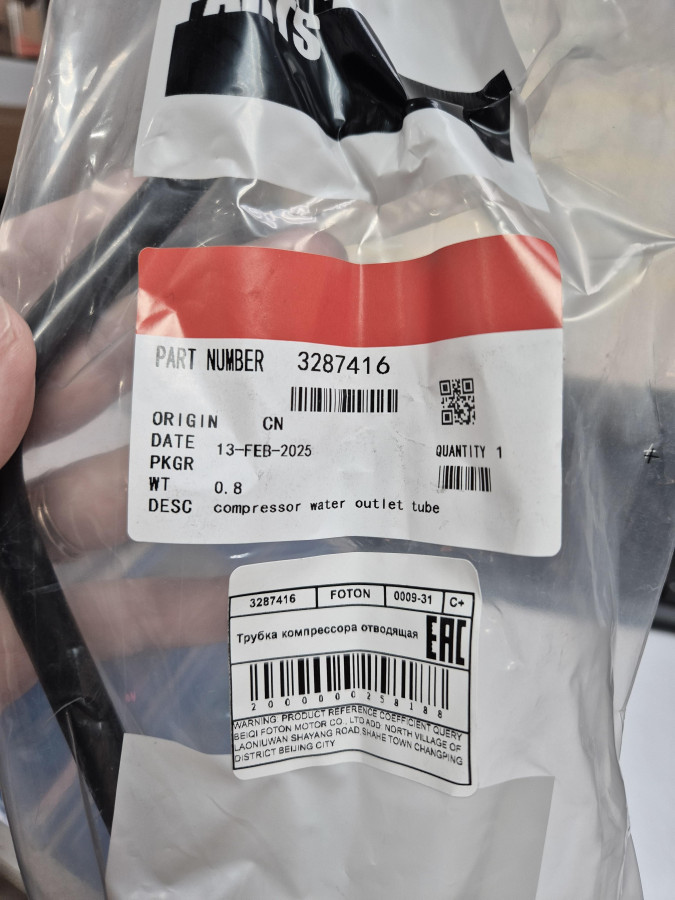 PARTS
PART NUMBER 3287416
ORIGIN CN
DATE 13-FEB-2025
QUANTITY 1
PKGR
WT 0.8
DESC compressor water outlet tube
3287416 FOTON 0009-31 C+
Трубка компрессора отводящая EAC
2000000258188
WARNING: PRODUCT REFERENCE COEFFICIENT QUERY
BEIQI FOTON MOTOR CO., LTD ADD: NORTH VILLAGE OF
LAONIUWAN SHAYANG ROAD, SHAHE TOWN CHANGPING
DISTRICT BEIJING CITY